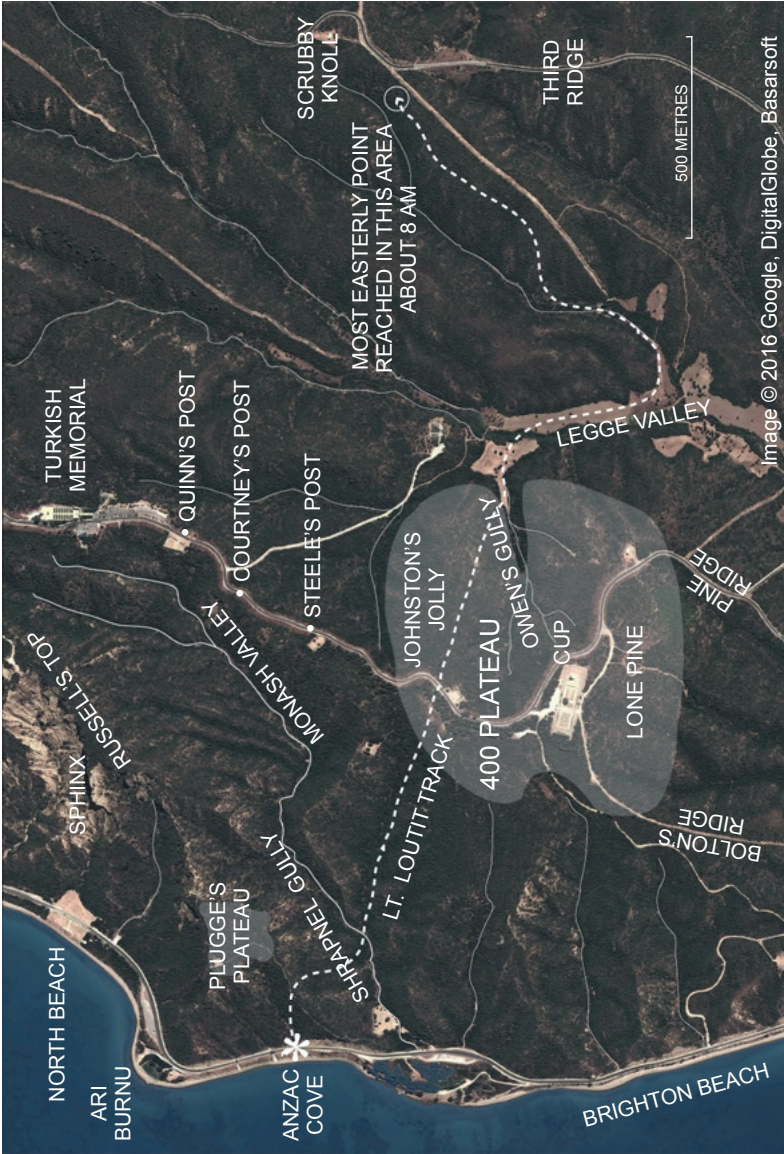 NORTH BEACH
ARI
BURNU
ANZAC
COVE
BRIGHTON BEACH
SPHINX
RUSSELL'S TOP
PLUGGE'S
PLATEAU
SHRAPNEL GULLY
MONASH VALLEY
LT. LOUTIT TRACK
TURKISH
MEMORIAL
QUINN'S POST
COURTNEY'S POST
STEELE'S POST
JOHNSTON'S
JOLLY
400 PLATEAU
OWEN'S GULLY
CUP
LONE PINE
BOLTON'S
RIDGE
PINE
RIDGE
LEGGE VALLEY
MOST EASTERLY POINT
REACHED IN THIS AREA
ABOUT 8 AM
SCRUBBY
KNOLL
THIRD
RIDGE
500 METRES
Image © 2016 Google, DigitalGlobe, Basarsoft